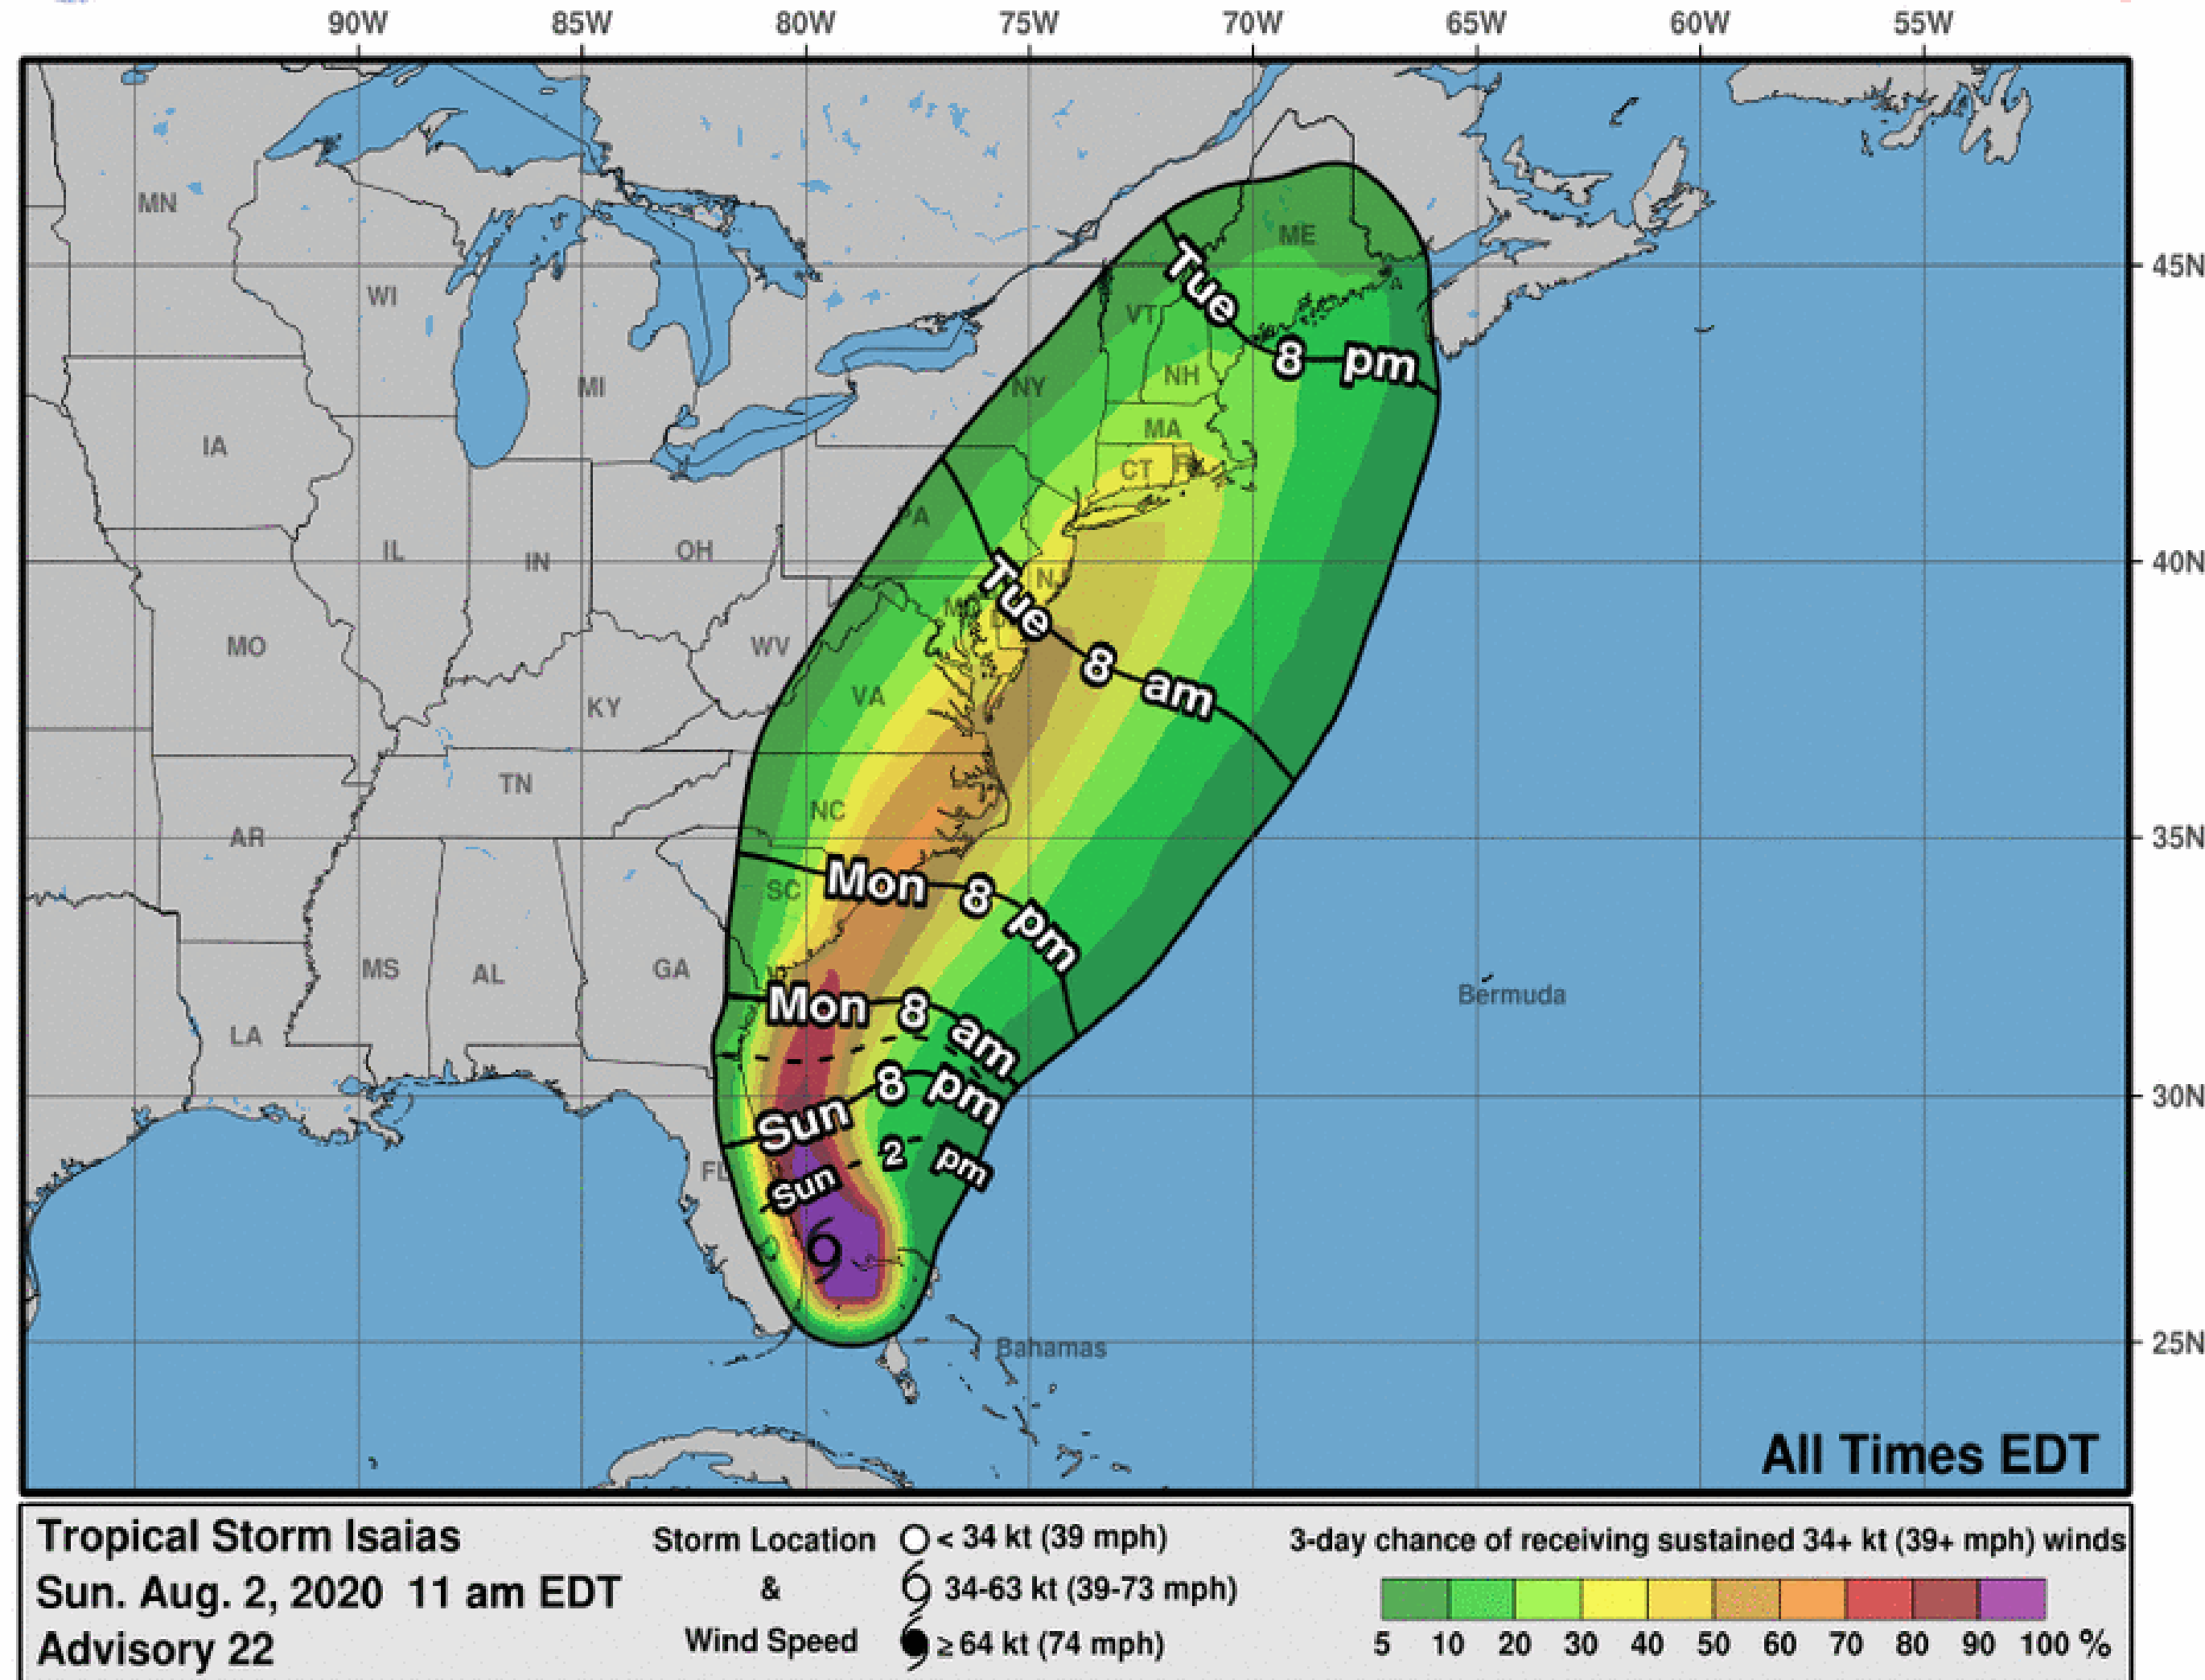 90W 85W 80W 75W 70W 65W 60W 55W
45N
40N
35N
30N
25N
MN
WI
MI
IA
IL
IN
OH
MO
KY
WV
VA
TN
NC
AR
SC
MS
AL
GA
LA
FL
ME
VT
NH
NY
MA
CT
RI
PA
NJ
MD
Tue 8 pm
Tue 8 am
Mon 8 pm
Mon 8 am
Sun 8 pm
Sun 2 pm
Bermuda
Bahamas
All Times EDT
Tropical Storm Isaias
Sun. Aug. 2, 2020 11 am EDT
Advisory 22
Storm Location
&
Wind Speed
< 34 kt (39 mph)
34-63 kt (39-73 mph)
≥ 64 kt (74 mph)
3-day chance of receiving sustained 34+ kt (39+ mph) winds
5 10 20 30 40 50 60 70 80 90 100 %